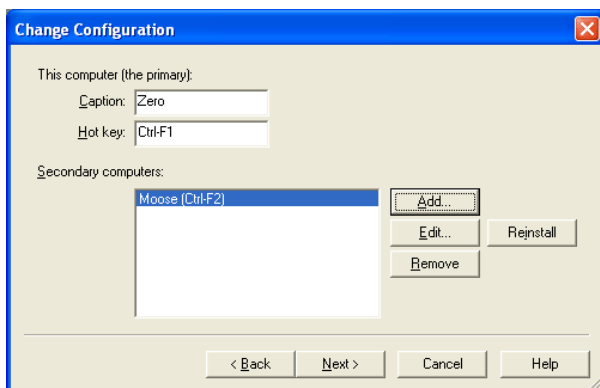 Change Configuration
This computer (the primary):
Caption: Zero
Hot key: Ctrl-F1
Secondary computers:
Moose (Ctrl-F2)
Add...
Edit... Reinstall
Remove
< Back Next > Cancel Help